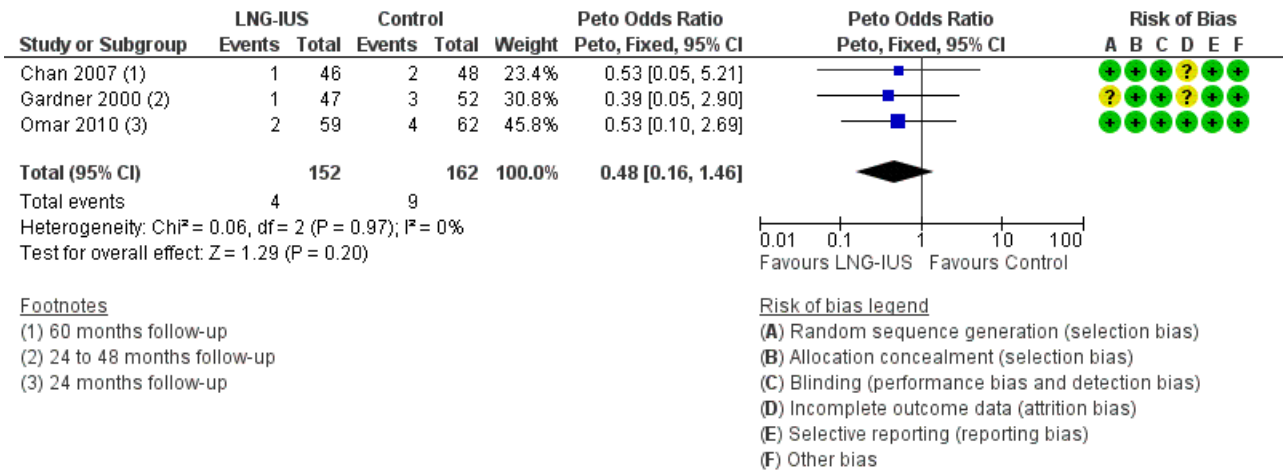 LNG-IUS Control Peto Odds Ratio Peto Odds Ratio Risk of Bias
Study or Subgroup Events Total Events Total Weight Peto, Fixed, 95% CI Peto, Fixed, 95% CI A B C D E F
Chan 2007 (1) 1 46 2 48 23.4% 0.53 [0.05, 5.21] + + + ? + +
Gardner 2000 (2) 1 47 3 52 30.8% 0.39 [0.05, 2.90] ? + + ? + +
Omar 2010 (3) 2 59 4 62 45.8% 0.53 [0.10, 2.69] + + + + + +
Total (95% CI) 152 162 100.0% 0.48 [0.16, 1.46]
Total events 4 9
Heterogeneity: Chi² = 0.06, df = 2 (P = 0.97); I² = 0%
Test for overall effect: Z = 1.29 (P = 0.20)
0.01 0.1 1 10 100
Favours LNG-IUS Favours Control
Footnotes
(1) 60 months follow-up
(2) 24 to 48 months follow-up
(3) 24 months follow-up
Risk of bias legend
(A) Random sequence generation (selection bias)
(B) Allocation concealment (selection bias)
(C) Blinding (performance bias and detection bias)
(D) Incomplete outcome data (attrition bias)
(E) Selective reporting (reporting bias)
(F) Other bias